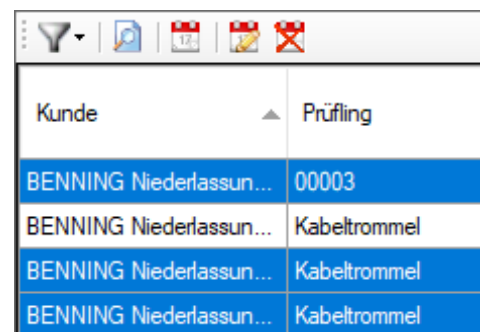 Kunde Prüfling
BENNING Niederlassun... 00003
BENNING Niederlassun... Kabeltrommel
BENNING Niederlassun... Kabeltrommel
BENNING Niederlassun... Kabeltrommel